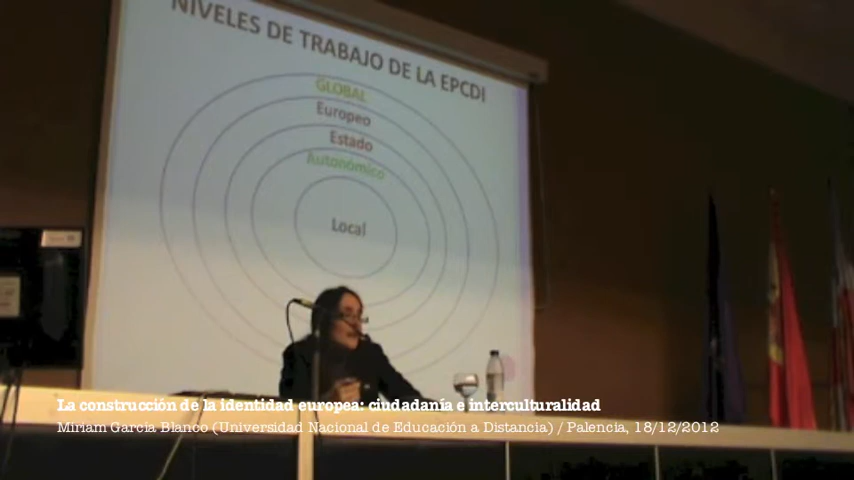 NIVELES DE TRABAJO DE LA EPCDI
GLOBAL
Europeo
Estado
Autonómico
Local
La construcción de la identidad europea: ciudadanía e interculturalidad
Miriam García Blanco (Universidad Nacional de Educación a Distancia) / Palencia, 18/12/2012